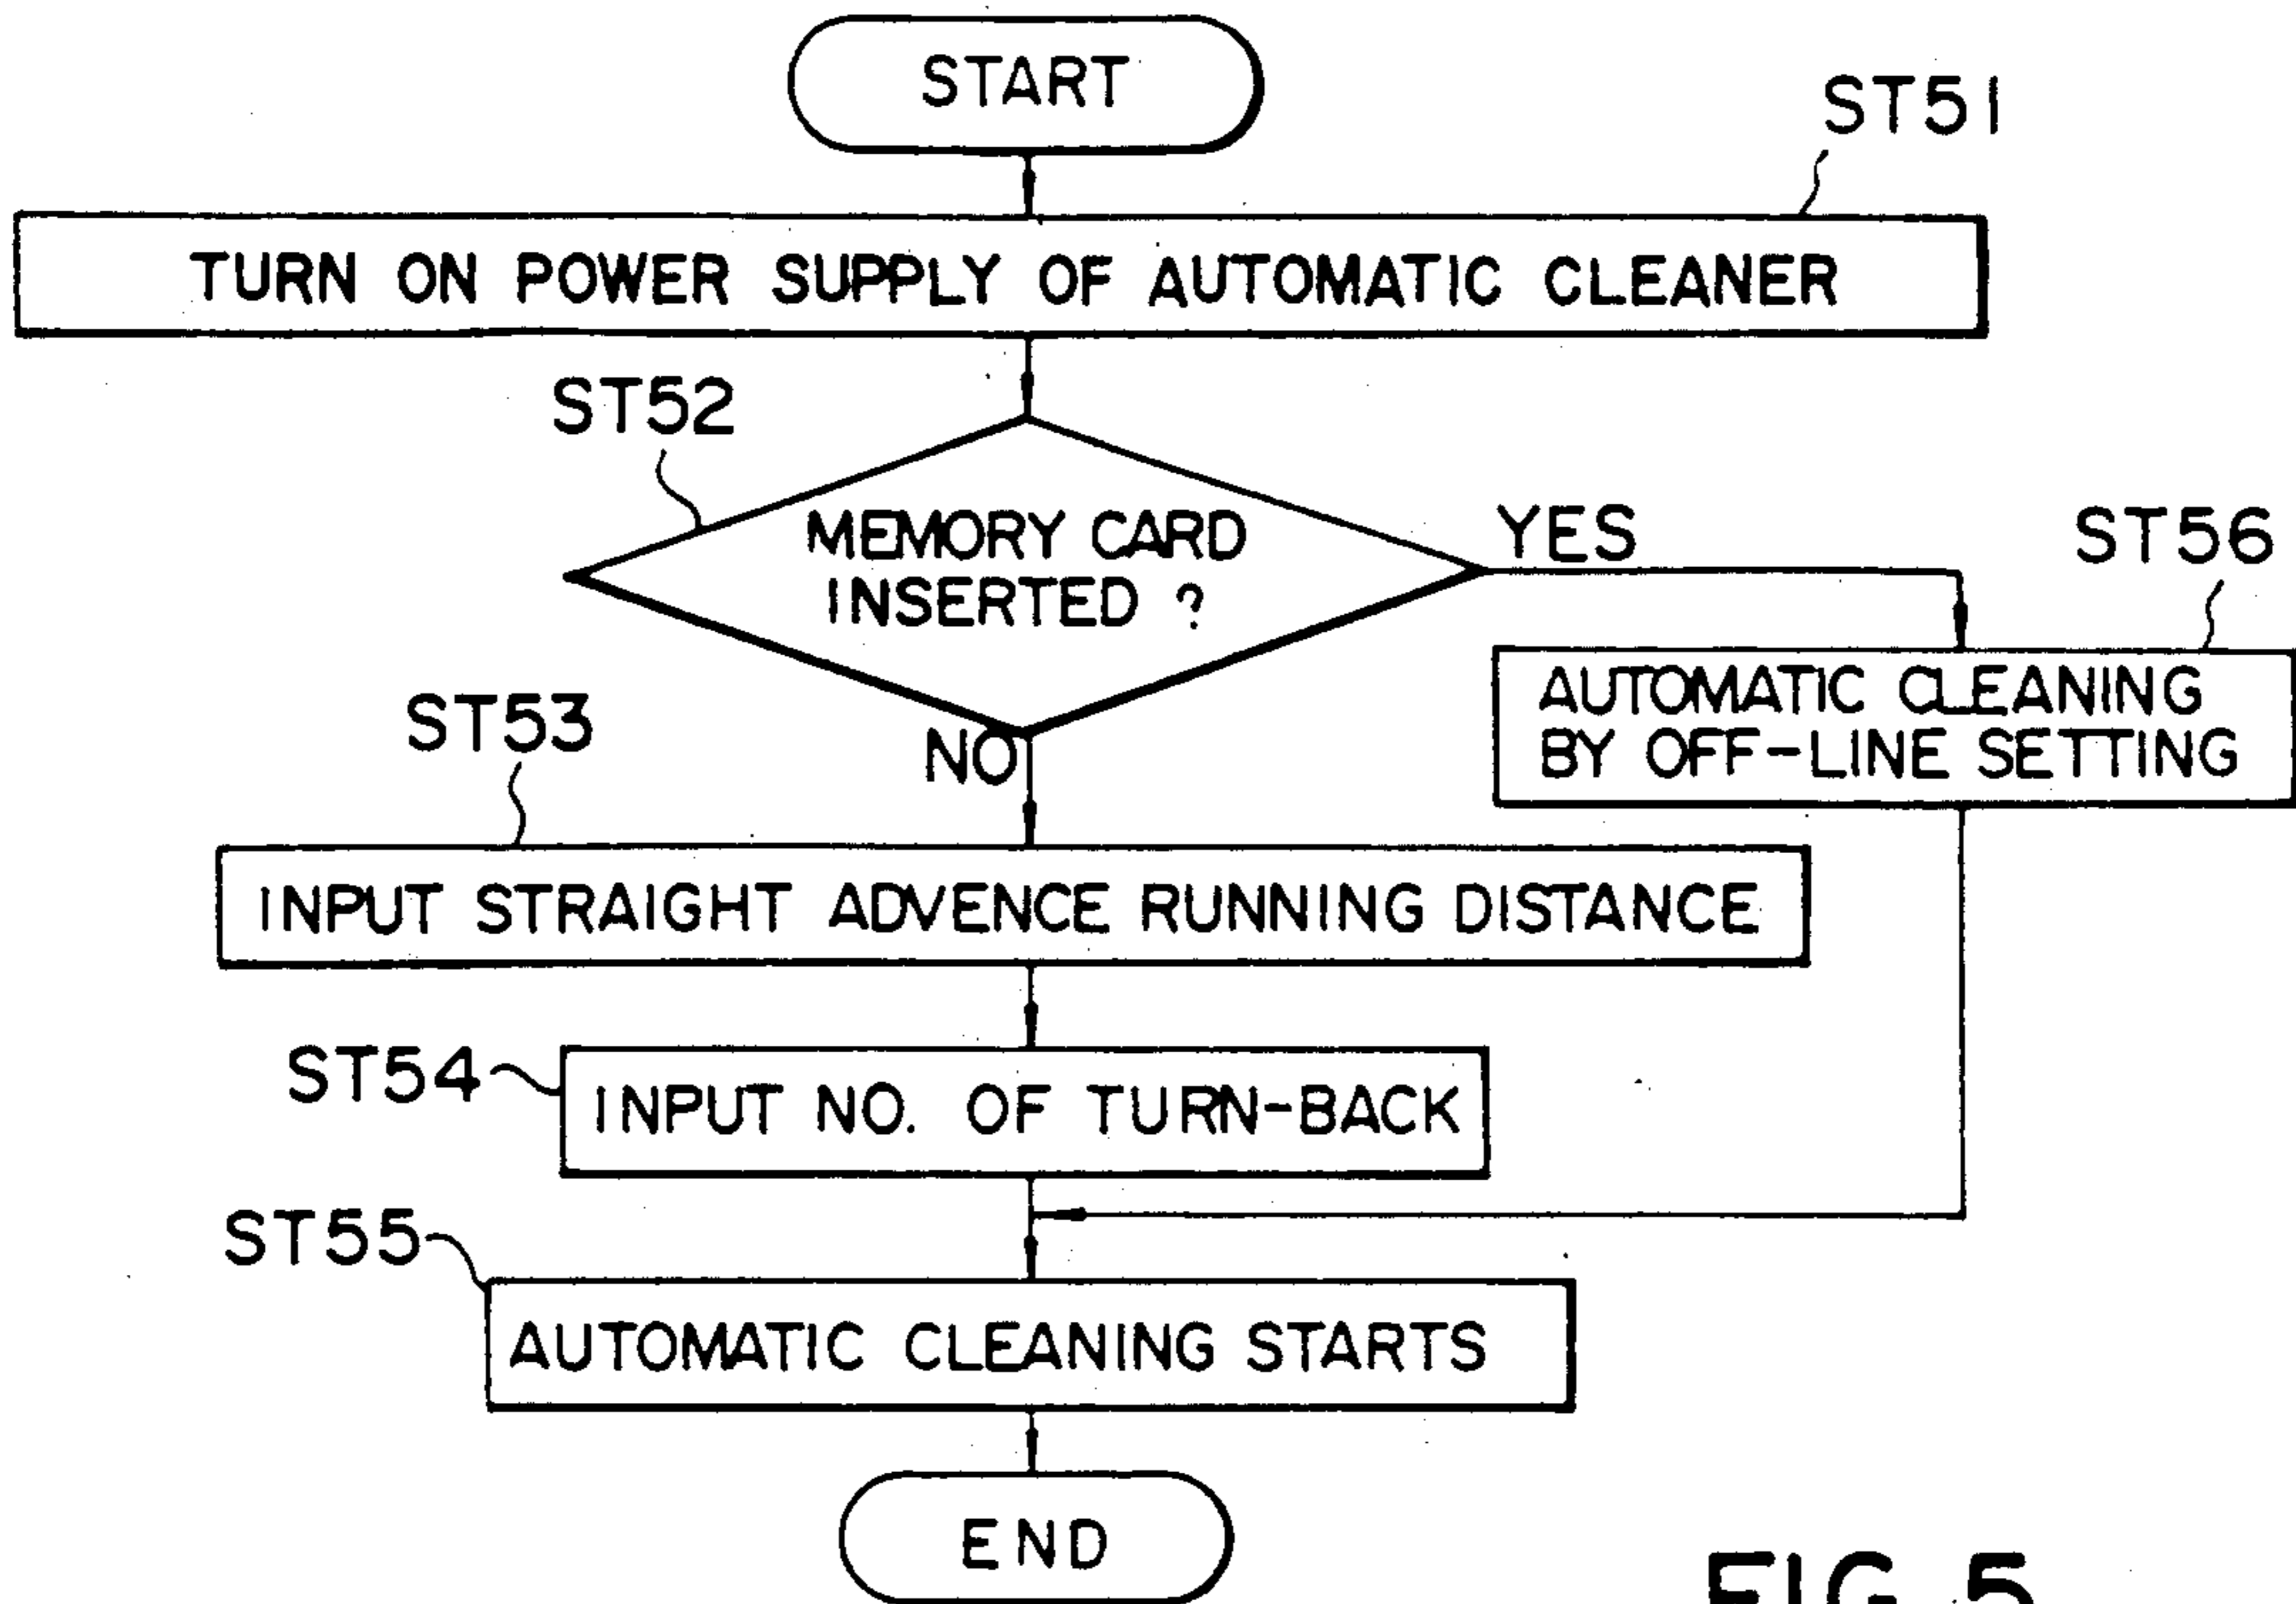 START
ST51
TURN ON POWER SUPPLY OF AUTOMATIC CLEANER
ST52
MEMORY CARD
INSERTED ?
YES
ST56
AUTOMATIC CLEANING
BY OFF-LINE SETTING
NO
ST53
INPUT STRAIGHT ADVENCE RUNNING DISTANCE
ST54
INPUT NO. OF TURN-BACK
ST55
AUTOMATIC CLEANING STARTS
END
FIG. 5